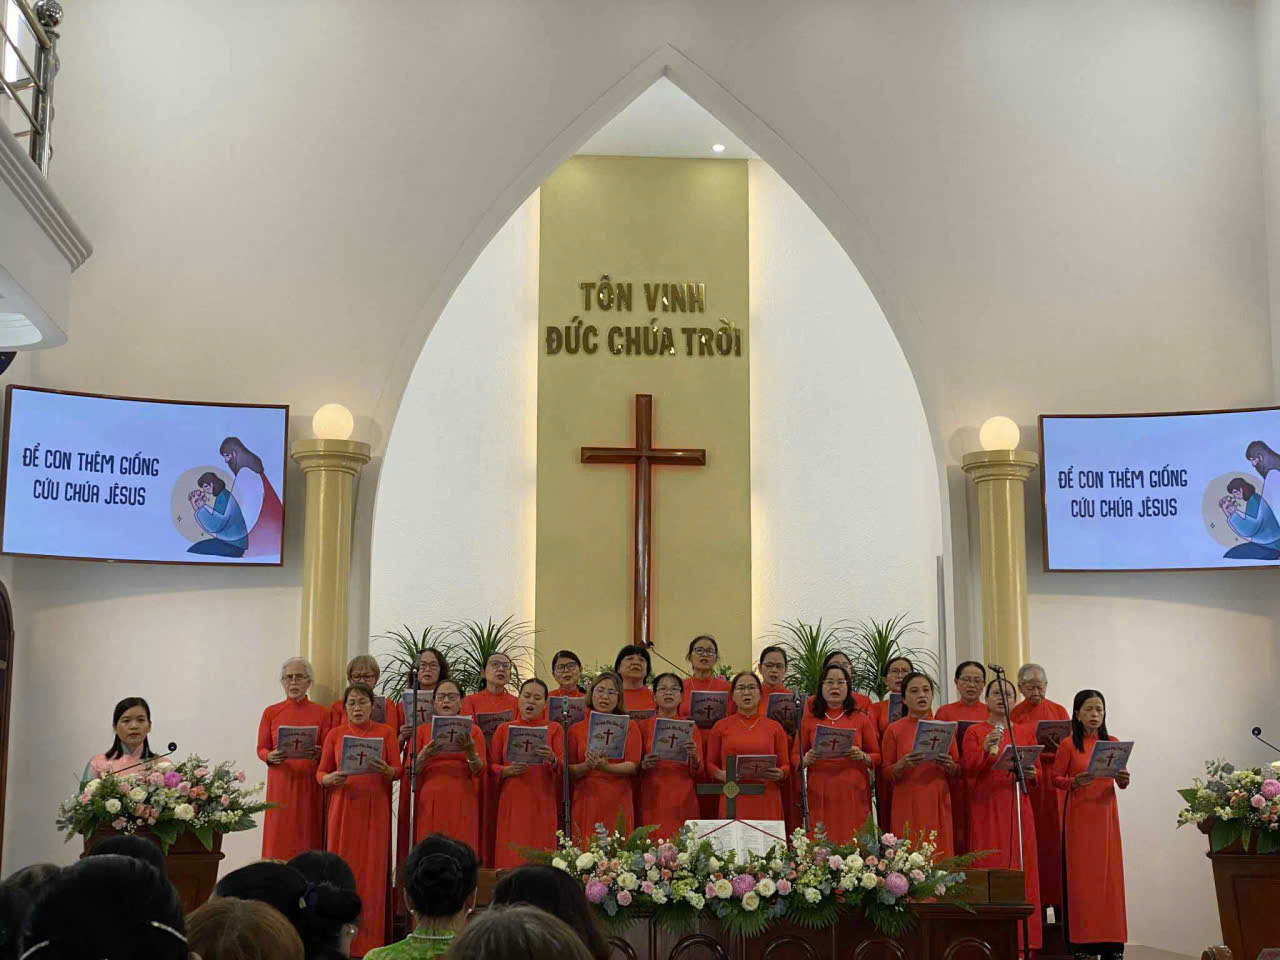 TÔN VINH
ĐỨC CHÚA TRỜI
ĐỂ CON THÊM GIỐNG
CỨU CHÚA JÊSUS
ĐỂ CON THÊM GIỐNG
CỨU CHÚA JÊSUS